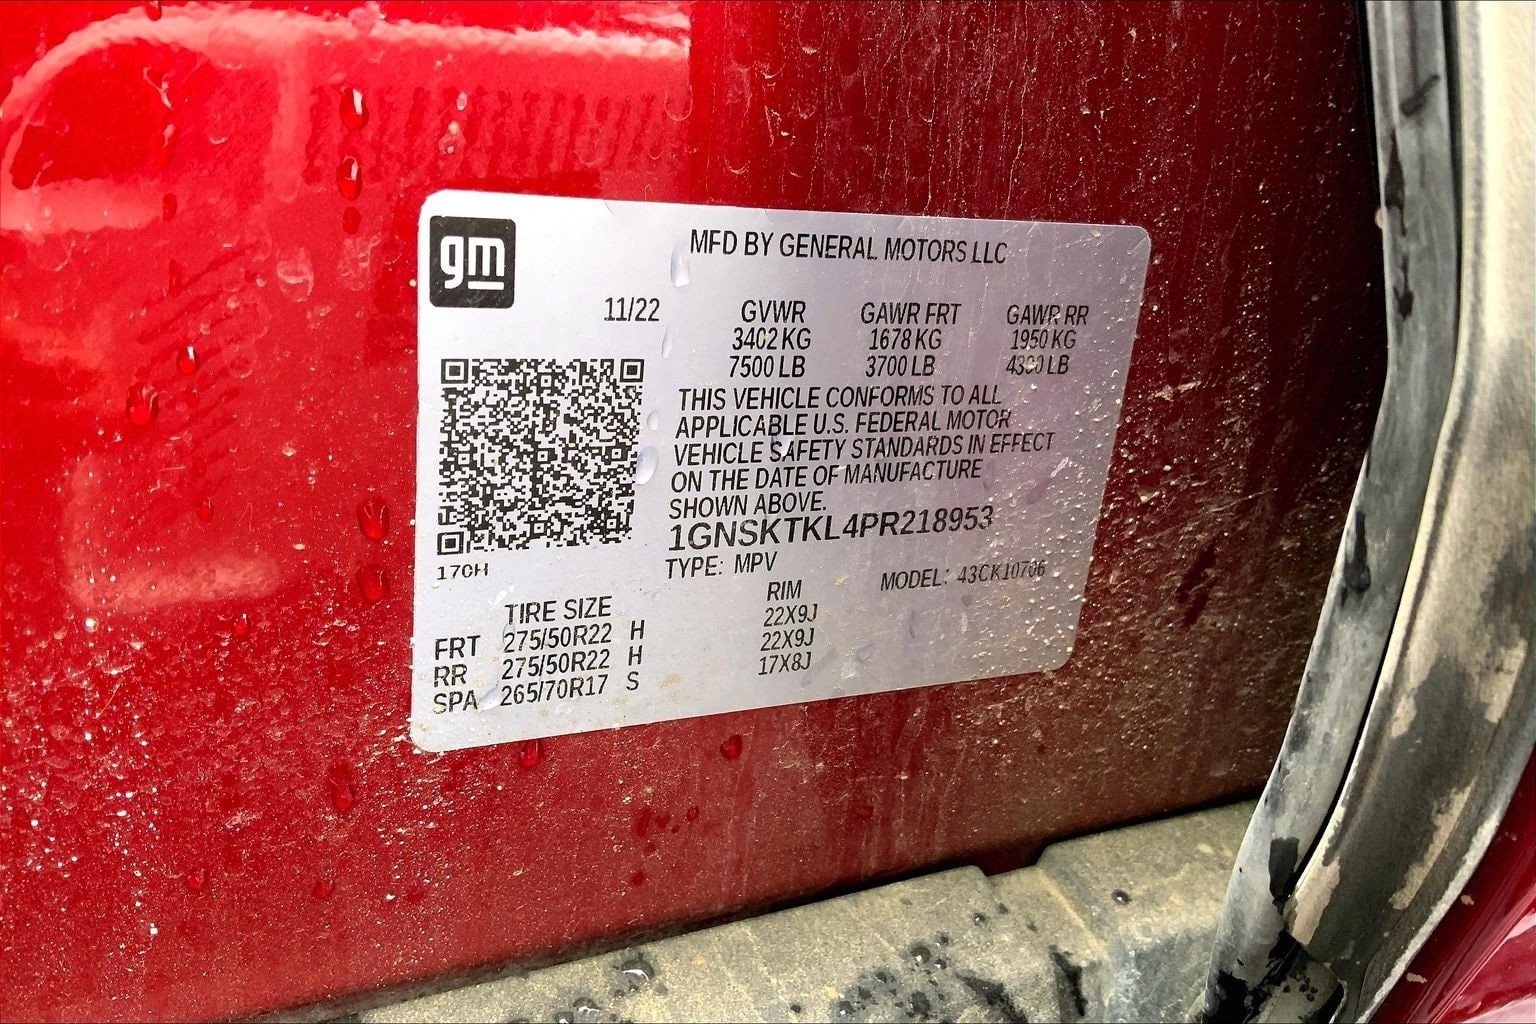 gm
MFD BY GENERAL MOTORS LLC
11/22 GVWR GAWR FRT GAWR RR
3402 KG 1678 KG 1950 KG
7500 LB 3700 LB 4300 LB
THIS VEHICLE CONFORMS TO ALL
APPLICABLE U.S. FEDERAL MOTOR
VEHICLE SAFETY STANDARDS IN EFFECT
ON THE DATE OF MANUFACTURE
SHOWN ABOVE.
1GNSKTKL4PR218953
170H
TYPE: MPV MODEL: 43CK10706
TIRE SIZE RIM
FRT 275/50R22 H 22X9J
RR 275/50R22 H 22X9J
SPA 265/70R17 S 17X8J